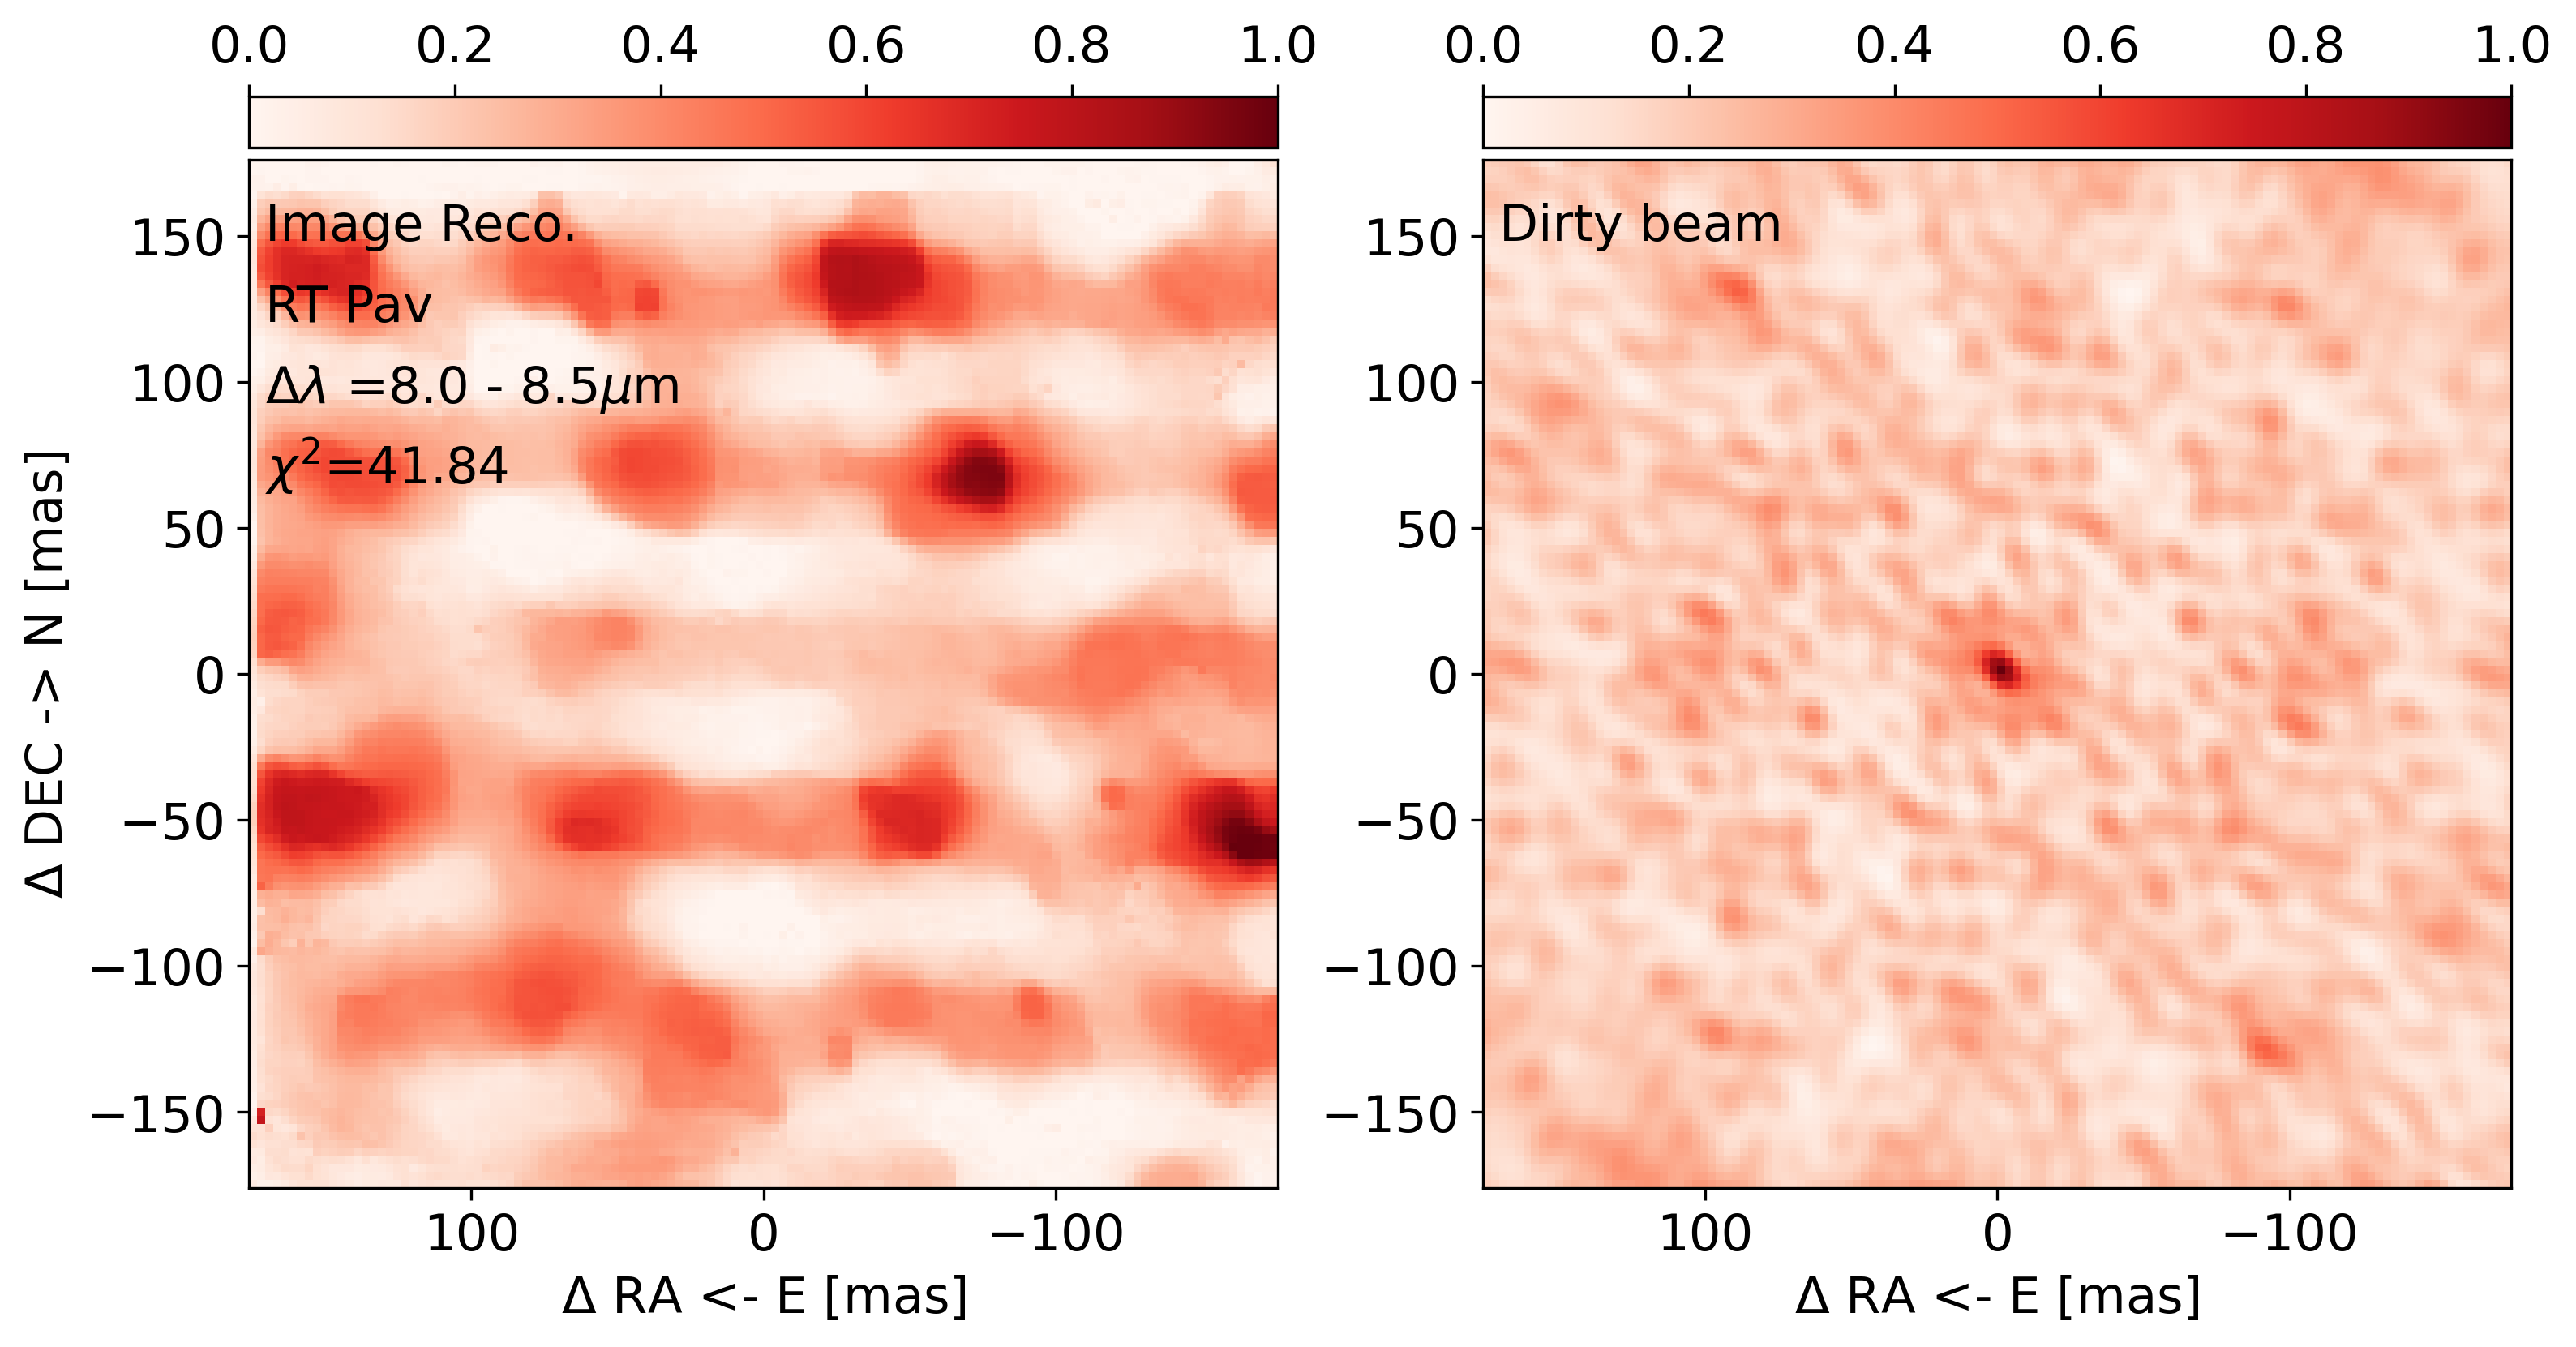 0.0 0.2 0.4 0.6 0.8 1.0
0.0 0.2 0.4 0.6 0.8 1.0
Image Reco.
RT Pav
Δλ =8.0 - 8.5μm
χ²=41.84
150
100
50
0
−50
−100
−150
Δ DEC -> N [mas]
100 0 −100
Δ RA <- E [mas]
Dirty beam
150
100
50
0
−50
−100
−150
100 0 −100
Δ RA <- E [mas]